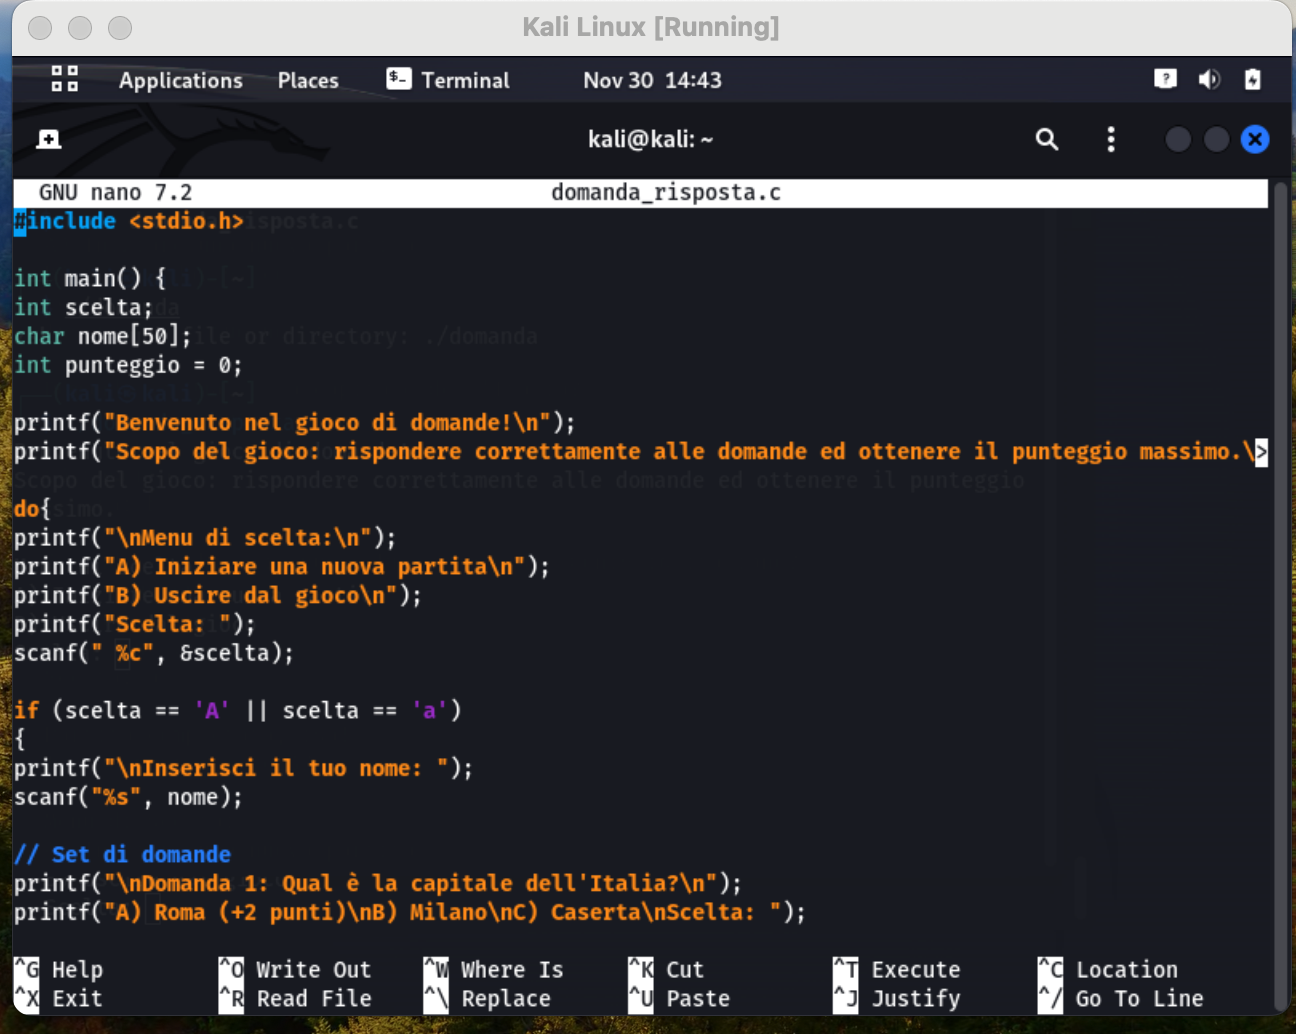 Kali Linux [Running]
Applications Places Terminal Nov 30 14:43
kali@kali: ~
GNU nano 7.2 domanda_risposta.c
#include <stdio.h>
int main() {
int scelta;
char nome[50];
int punteggio = 0;
printf("Benvenuto nel gioco di domande!\n");
printf("Scopo del gioco: rispondere correttamente alle domande ed ottenere il punteggio massimo.\>
do{
printf("\nMenu di scelta:\n");
printf("A) Iniziare una nuova partita\n");
printf("B) Uscire dal gioco\n");
printf("Scelta: ");
scanf(" %c", &scelta);
if (scelta == 'A' || scelta == 'a')
{
printf("\nInserisci il tuo nome: ");
scanf("%s", nome);
// Set di domande
printf("\nDomanda 1: Qual è la capitale dell'Italia?\n");
printf("A) Roma (+2 punti)\nB) Milano\nC) Caserta\nScelta: ");
^G Help ^O Write Out ^W Where Is ^K Cut ^T Execute ^C Location
^X Exit ^R Read File ^\ Replace ^U Paste ^J Justify ^/ Go To Line